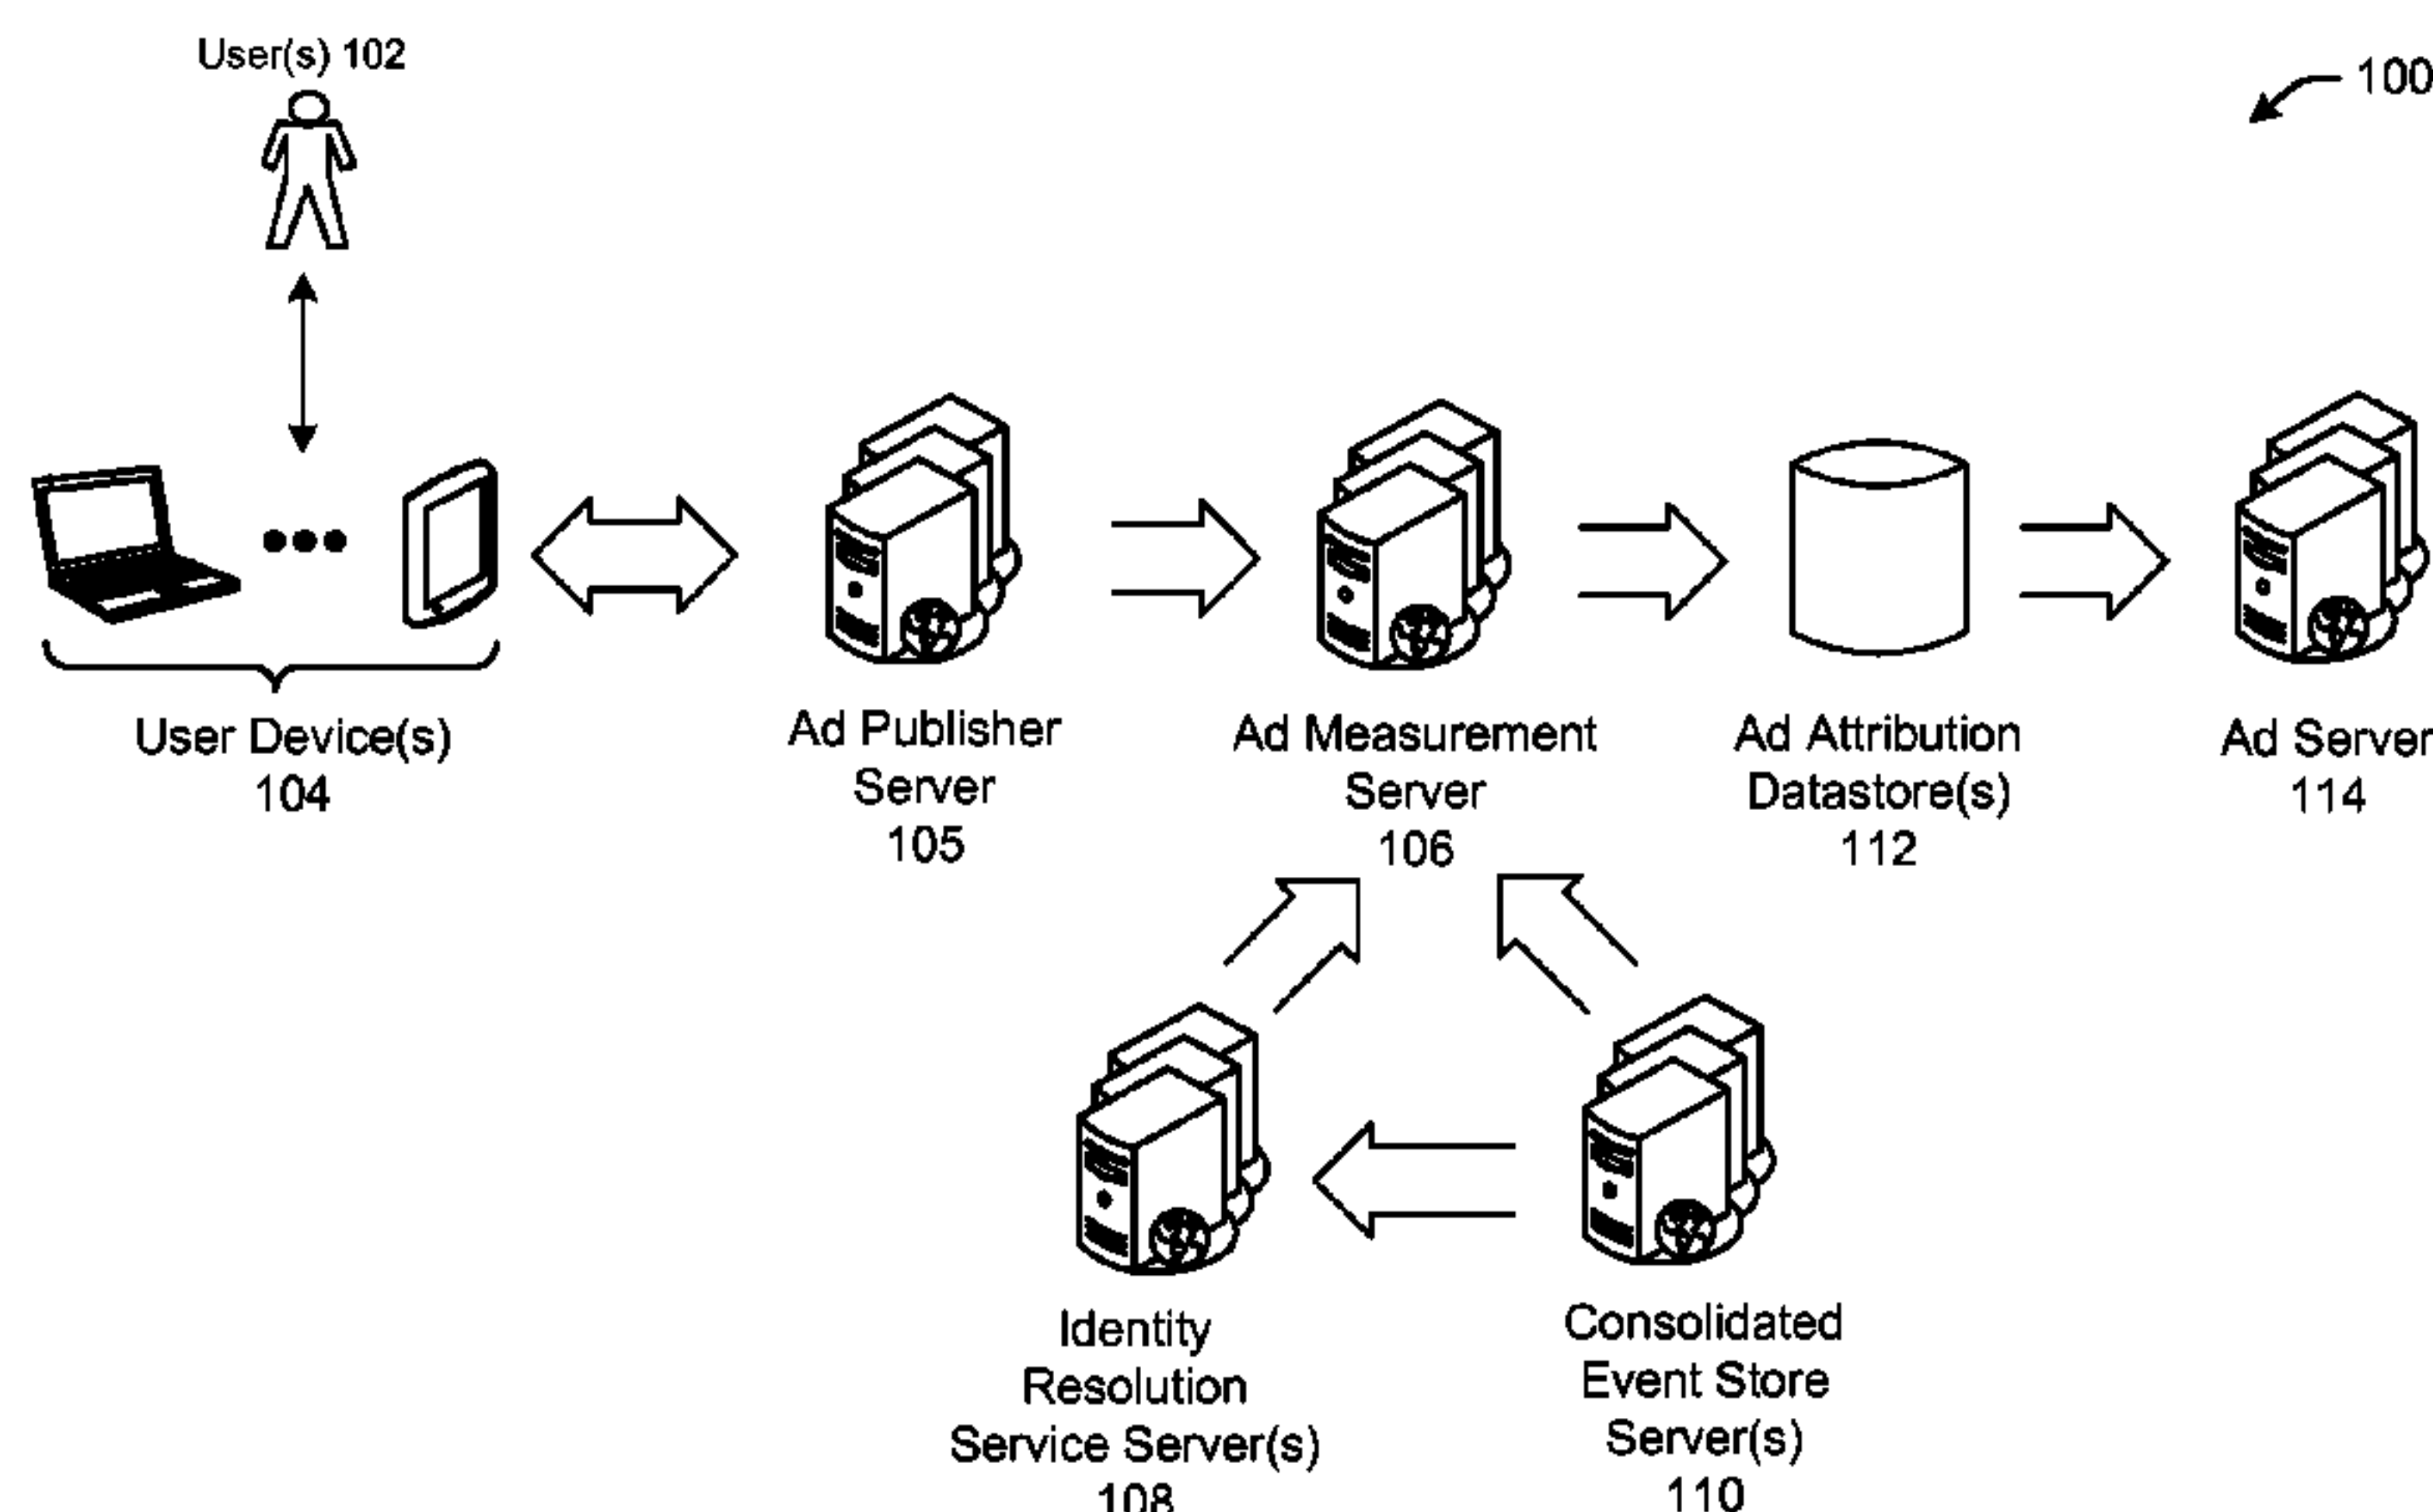 User(s) 102
100
User Device(s)
104
Ad Publisher
Server
105
Ad Measurement
Server
106
Ad Attribution
Datastore(s)
112
Ad Server
114
Identity
Resolution
Service Server(s)
108
Consolidated
Event Store
Server(s)
110